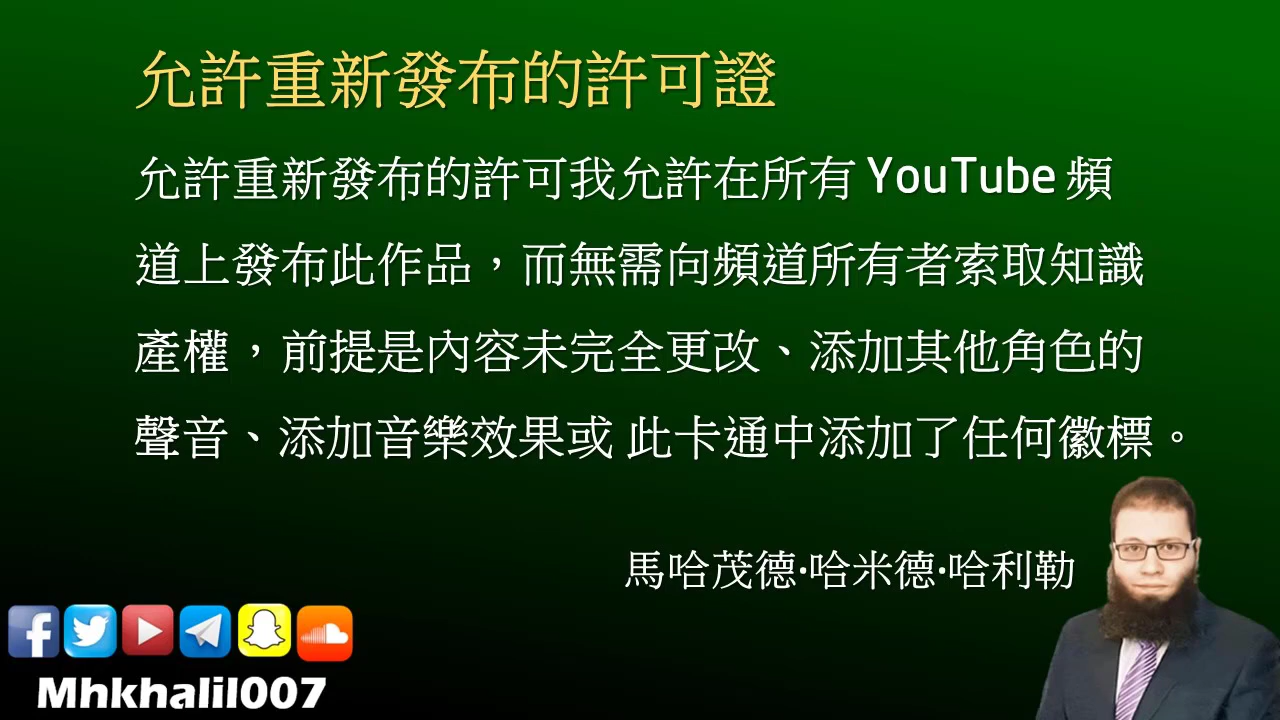 允許重新發布的許可證
允許重新發布的許可我允許在所有 YouTube 頻
道上發布此作品，而無需向頻道所有者索取知識
產權，前提是內容未完全更改、添加其他角色的
聲音、添加音樂效果或 此卡通中添加了任何徽標。
馬哈茂德·哈米德·哈利勒
Mhkhalil007